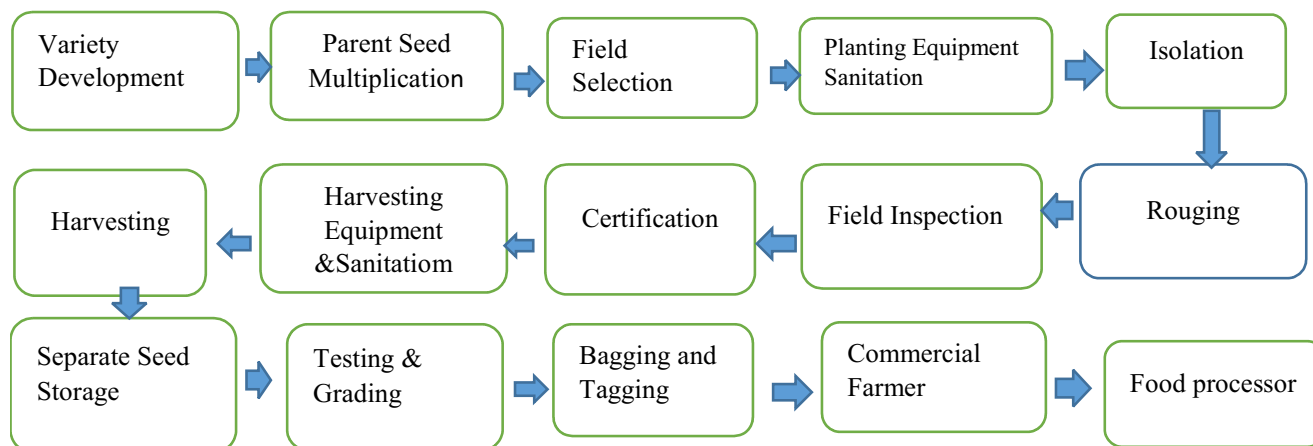 Variety
Development
Parent Seed
Multiplication
Field
Selection
Planting Equipment
Sanitation
Isolation
Rouging
Field Inspection
Certification
Harvesting
Equipment
&Sanitatiom
Harvesting
Separate Seed
Storage
Testing &
Grading
Bagging and
Tagging
Commercial
Farmer
Food processor